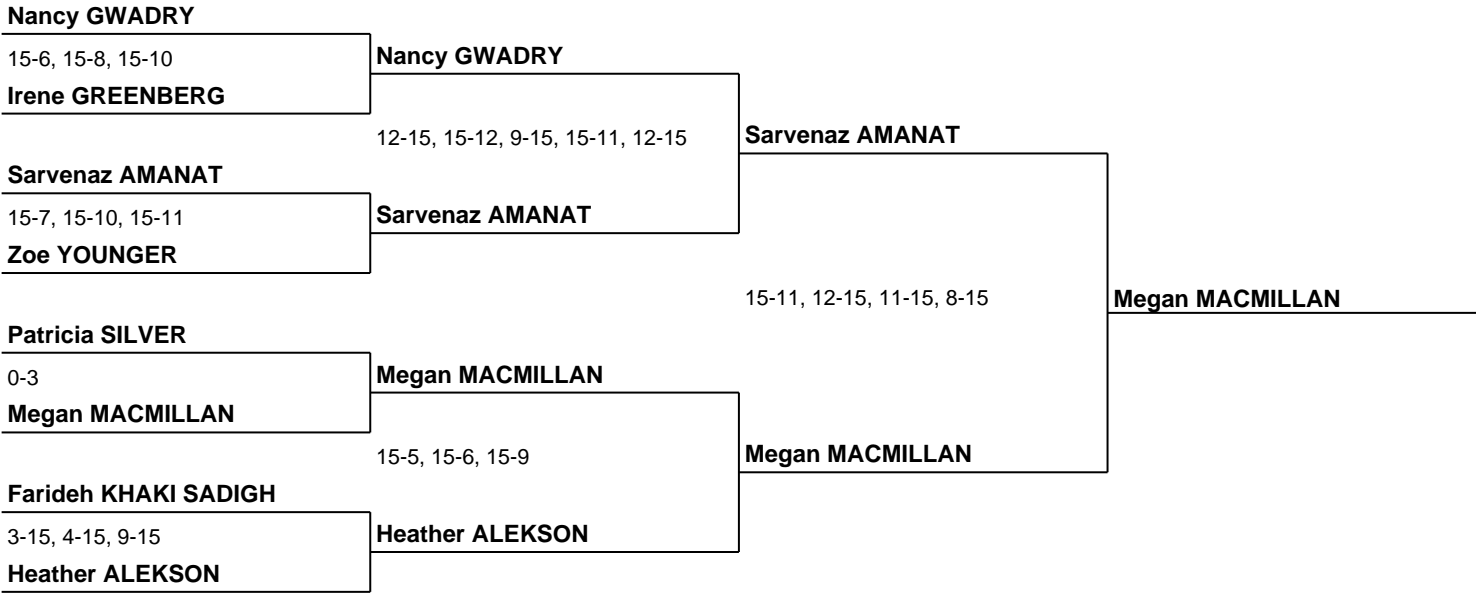 Nancy GWADRY
15-6, 15-8, 15-10
Irene GREENBERG
Sarvenaz AMANAT
15-7, 15-10, 15-11
Zoe YOUNGER
Patricia SILVER
0-3
Megan MACMILLAN
Farideh KHAKI SADIGH
3-15, 4-15, 9-15
Heather ALEKSON
Nancy GWADRY
12-15, 15-12, 9-15, 15-11, 12-15
Sarvenaz AMANAT
Megan MACMILLAN
15-5, 15-6, 15-9
Heather ALEKSON
Sarvenaz AMANAT
15-11, 12-15, 11-15, 8-15
Megan MACMILLAN
Megan MACMILLAN